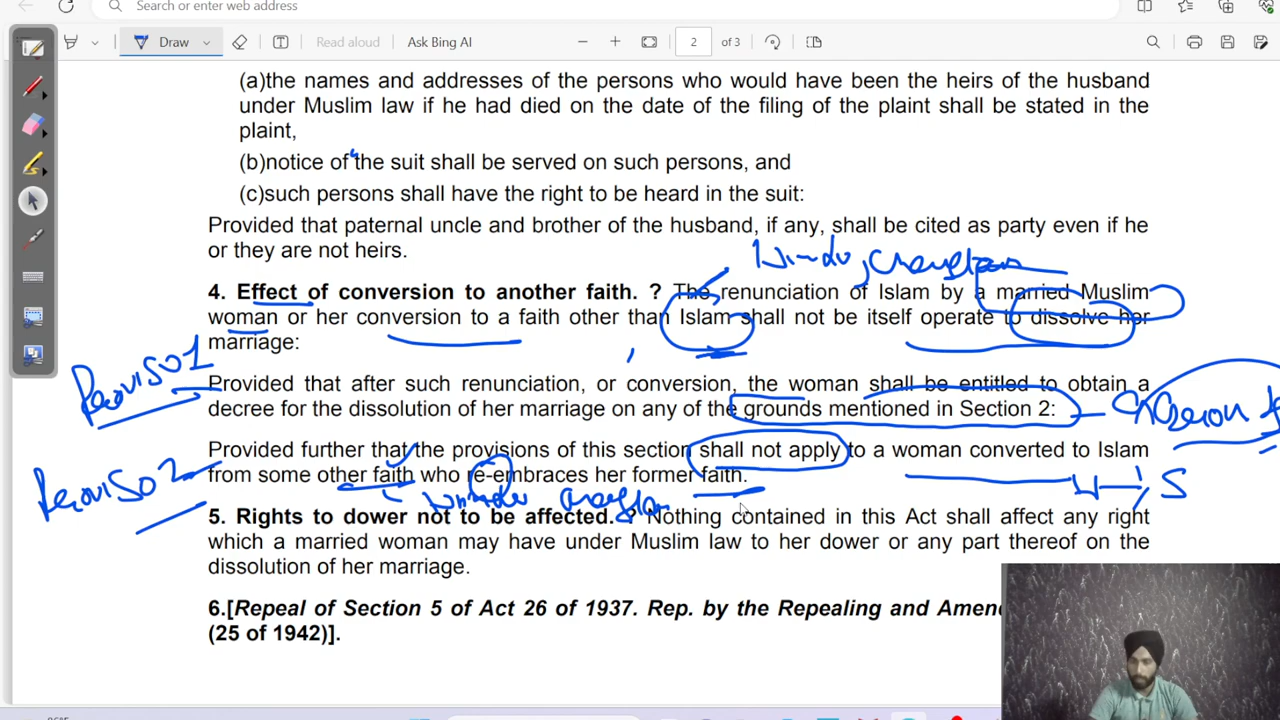 Search or enter web address
Draw
Read aloud
Ask Bing AI
2 of 3
(a)the names and addresses of the persons who would have been the heirs of the husband
under Muslim law if he had died on the date of the filing of the plaint shall be stated in the
plaint,
(b)notice of the suit shall be served on such persons, and
(c)such persons shall have the right to be heard in the suit:
Provided that paternal uncle and brother of the husband, if any, shall be cited as party even if he
or they are not heirs.
Hindu,
4. Effect of conversion to another faith. ? The renunciation of Islam by a married Muslim
woman or her conversion to a faith other than Islam shall not be itself operate to dissolve her
marriage:
Proviso 1
Provided that after such renunciation, or conversion, the woman shall be entitled to obtain a
decree for the dissolution of her marriage on any of the grounds mentioned in Section 2:
Proviso 2
Provided further that the provisions of this section shall not apply to a woman converted to Islam
from some other faith who re-embraces her former faith.
5. Rights to dower not to be affected. ? Nothing contained in this Act shall affect any right
which a married woman may have under Muslim law to her dower or any part thereof on the
dissolution of her marriage.
6.[Repeal of Section 5 of Act 26 of 1937. Rep. by the Repealing and Amen
(25 of 1942)].